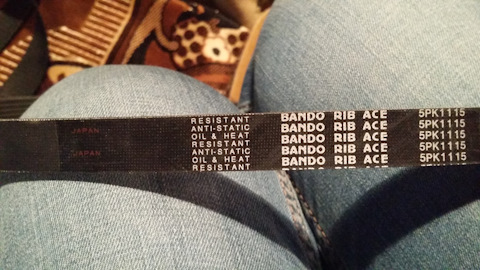 JAPAN
JAPAN
RESISTANT
ANTI-STATIC
OIL & HEAT
RESISTANT
ANTI-STATIC
OIL & HEAT
RESISTANT
BANDO RIB ACE
BANDO RIB ACE
BANDO RIB ACE
BANDO RIB ACE
BANDO RIB ACE
5PK1115
5PK1115
5PK1115
5PK1115
5PK1115